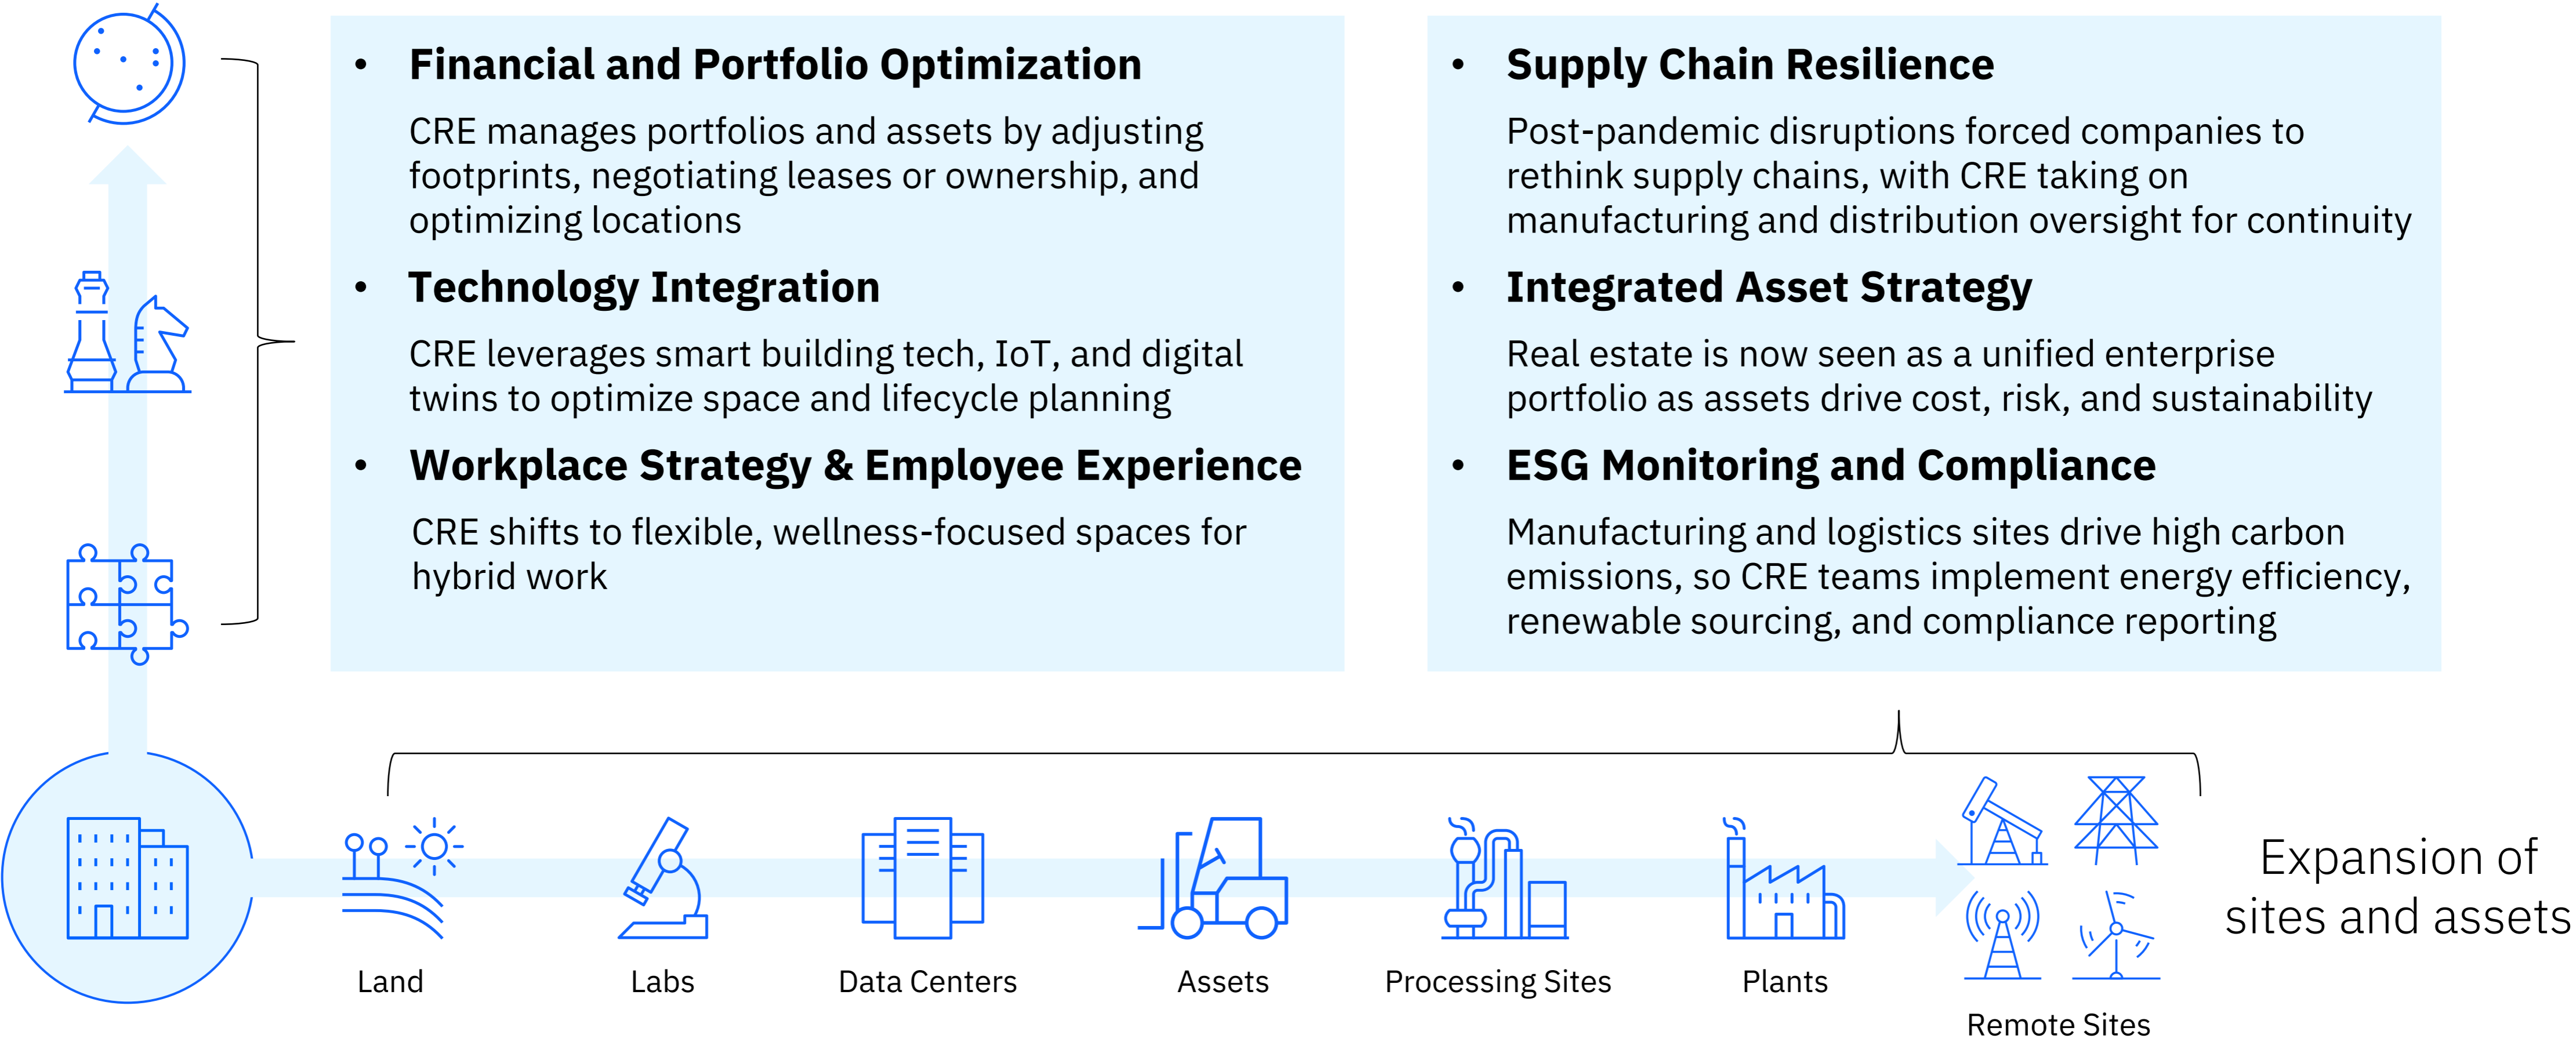 • Financial and Portfolio Optimization
CRE manages portfolios and assets by adjusting
footprints, negotiating leases or ownership, and
optimizing locations
• Technology Integration
CRE leverages smart building tech, IoT, and digital
twins to optimize space and lifecycle planning
• Workplace Strategy & Employee Experience
CRE shifts to flexible, wellness-focused spaces for
hybrid work
• Supply Chain Resilience
Post-pandemic disruptions forced companies to
rethink supply chains, with CRE taking on
manufacturing and distribution oversight for continuity
• Integrated Asset Strategy
Real estate is now seen as a unified enterprise
portfolio as assets drive cost, risk, and sustainability
• ESG Monitoring and Compliance
Manufacturing and logistics sites drive high carbon
emissions, so CRE teams implement energy efficiency,
renewable sourcing, and compliance reporting
Land
Labs
Data Centers
Assets
Processing Sites
Plants
Remote Sites
Expansion of
sites and assets